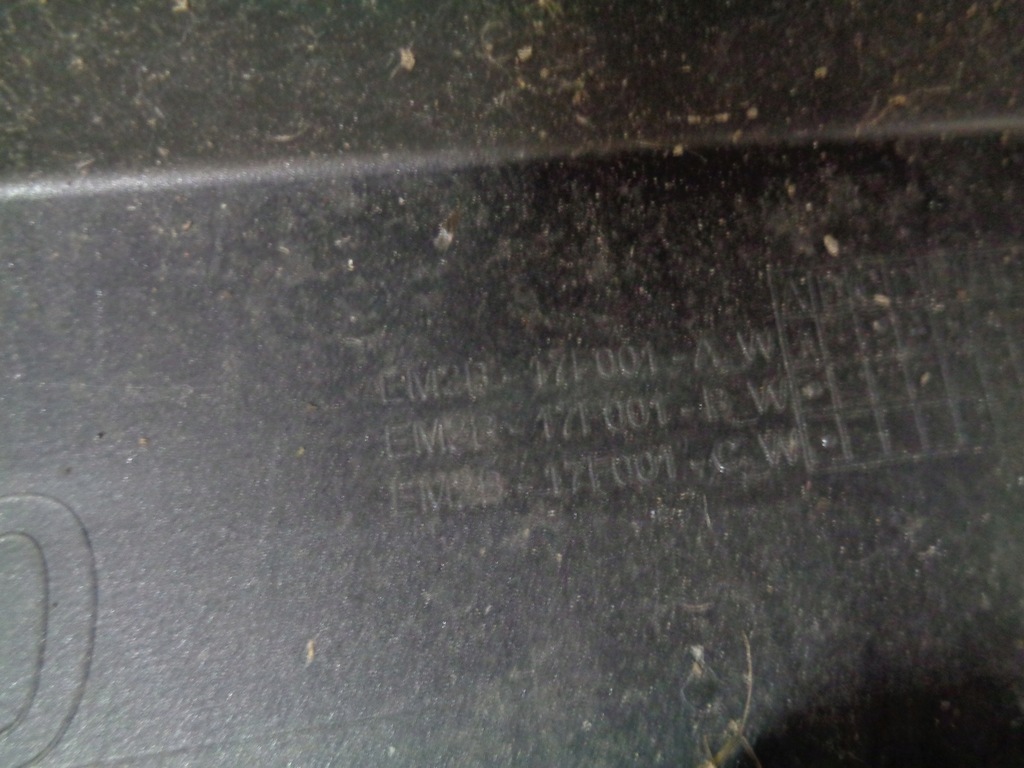 EM2B - 17F001 - A_W
EM2B - 17F001 - B_W
EM2B - 17F001 - C_W